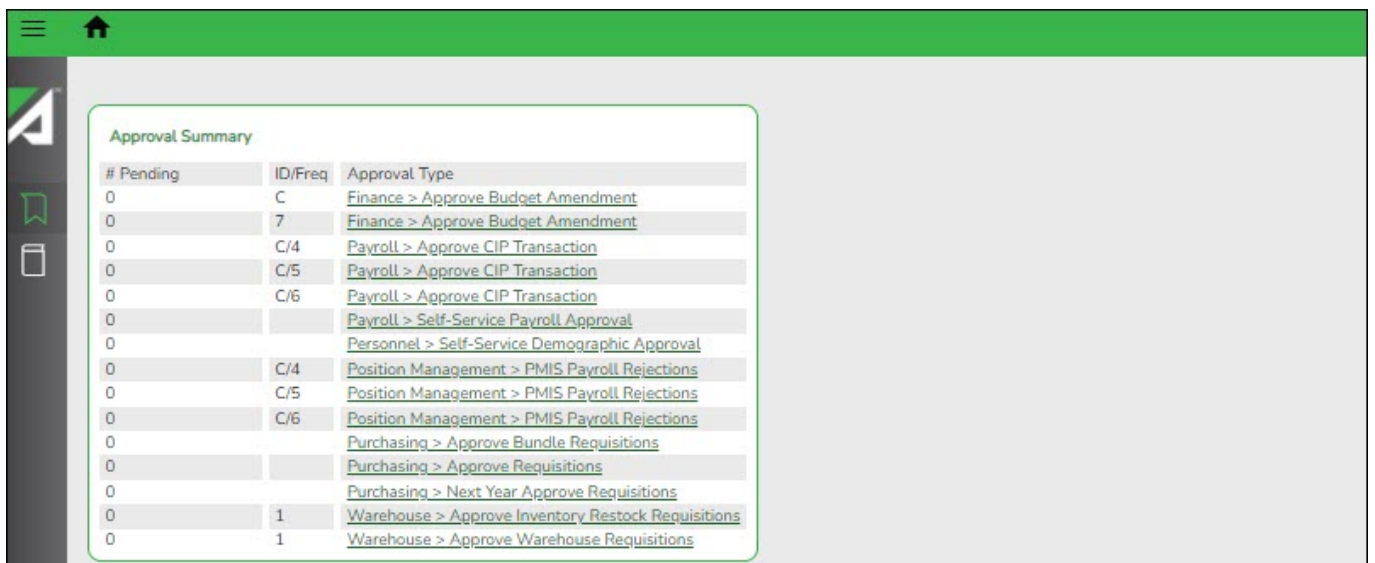 Approval Summary
# Pending ID/Freq Approval Type
0 C Finance > Approve Budget Amendment
0 7 Finance > Approve Budget Amendment
0 C/4 Payroll > Approve CIP Transaction
0 C/5 Payroll > Approve CIP Transaction
0 C/6 Payroll > Approve CIP Transaction
0 Payroll > Self-Service Payroll Approval
0 Personnel > Self-Service Demographic Approval
0 C/4 Position Management > PMIS Payroll Rejections
0 C/5 Position Management > PMIS Payroll Rejections
0 C/6 Position Management > PMIS Payroll Rejections
0 Purchasing > Approve Bundle Requisitions
0 Purchasing > Approve Requisitions
0 Purchasing > Next Year Approve Requisitions
0 1 Warehouse > Approve Inventory Restock Requisitions
0 1 Warehouse > Approve Warehouse Requisitions